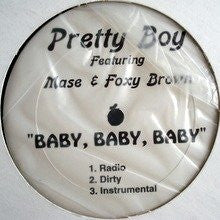 Pretty Boy
Featuring
Mase & Foxy Brown
"BABY, BABY, BABY"
1. Radio
2. Dirty
3. Instrumental